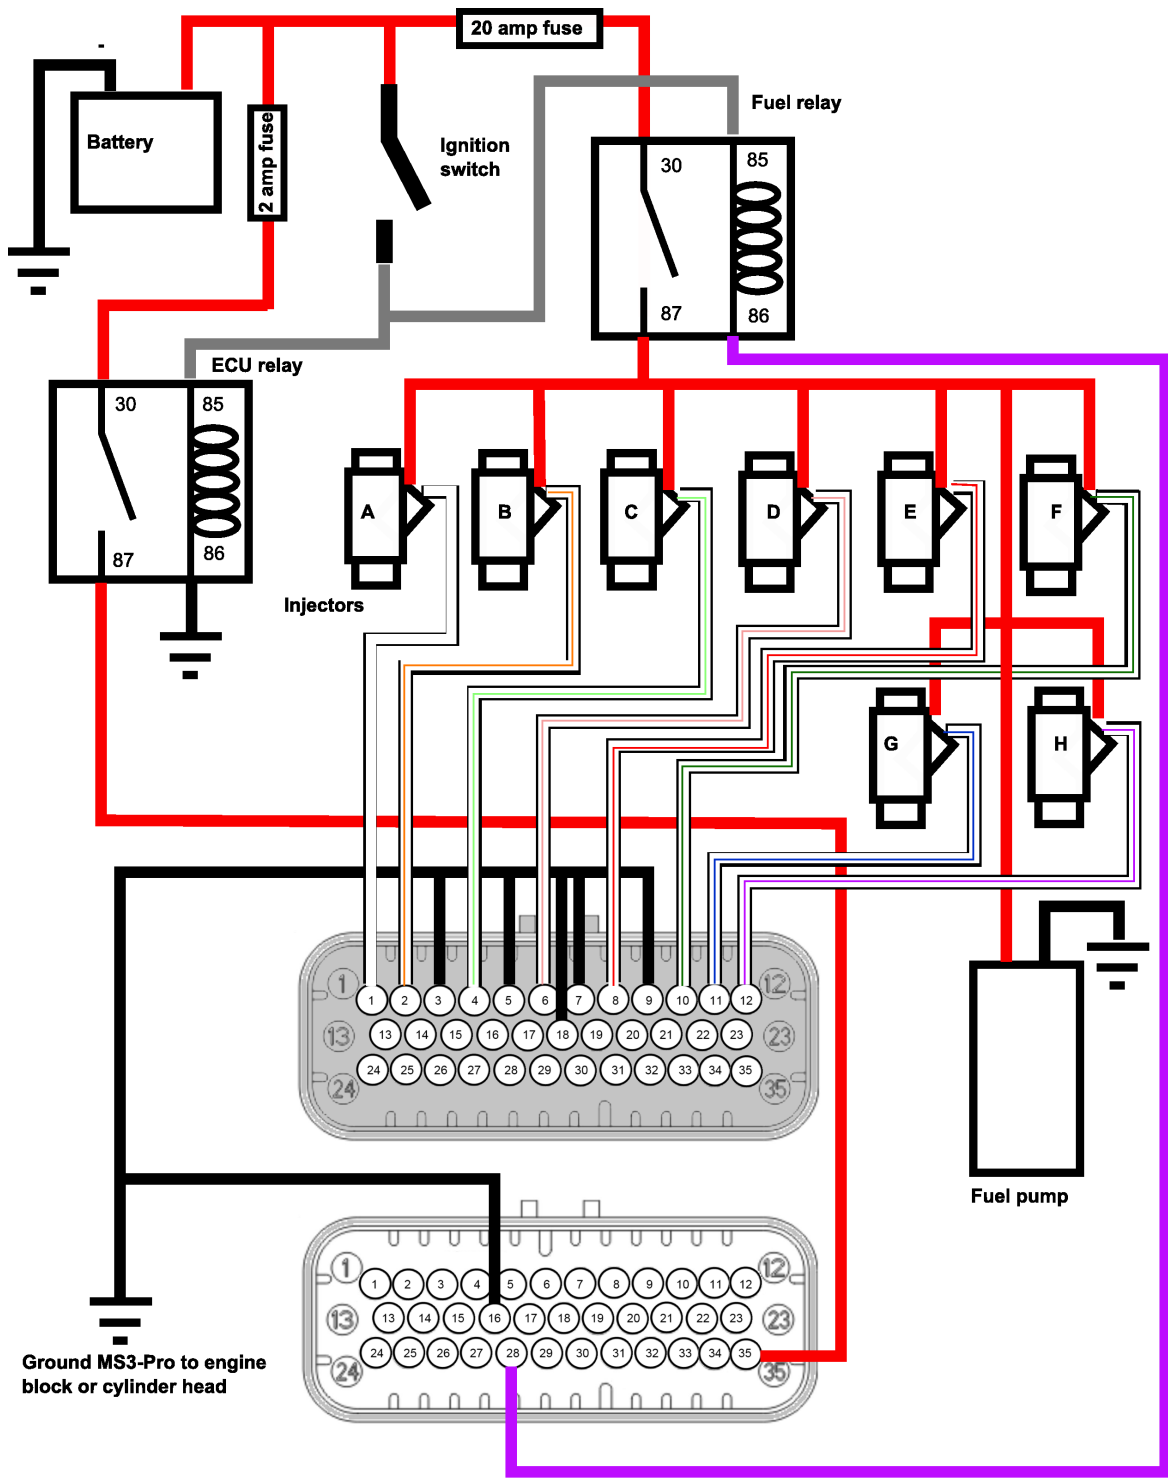 20 amp fuse
-
Battery
2 amp fuse
Ignition
switch
Fuel relay
30
85
87
86
ECU relay
30
85
87
86
A
B
C
D
E
F
Injectors
G
H
1
12
1 2 3 4 5 6 7 8 9 10 11 12
13
13 14 15 16 17 18 19 20 21 22 23
23
24 25 26 27 28 29 30 31 32 33 34 35
24
35
Fuel pump
1
12
1 2 3 4 5 6 7 8 9 10 11 12
13
13 14 15 16 17 18 19 20 21 22 23
23
24 25 26 27 28 29 30 31 32 33 34 35
24
35
Ground MS3-Pro to engine
block or cylinder head